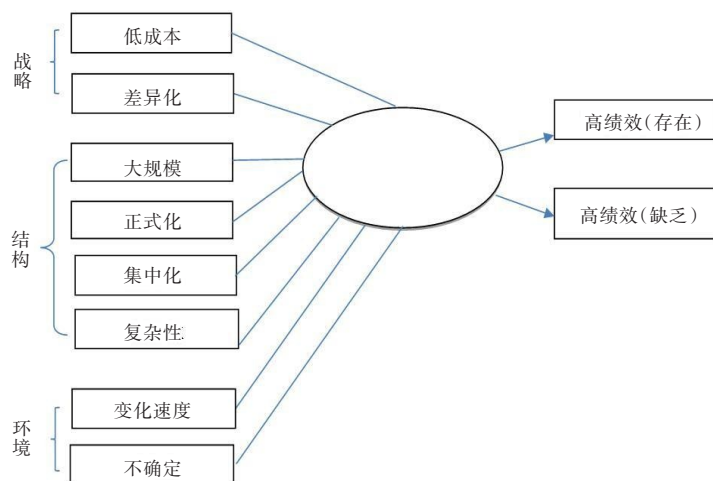 战略
低成本
差异化
结构
大规模
正式化
集中化
复杂性
环境
变化速度
不确定
高绩效(存在)
高绩效(缺乏)